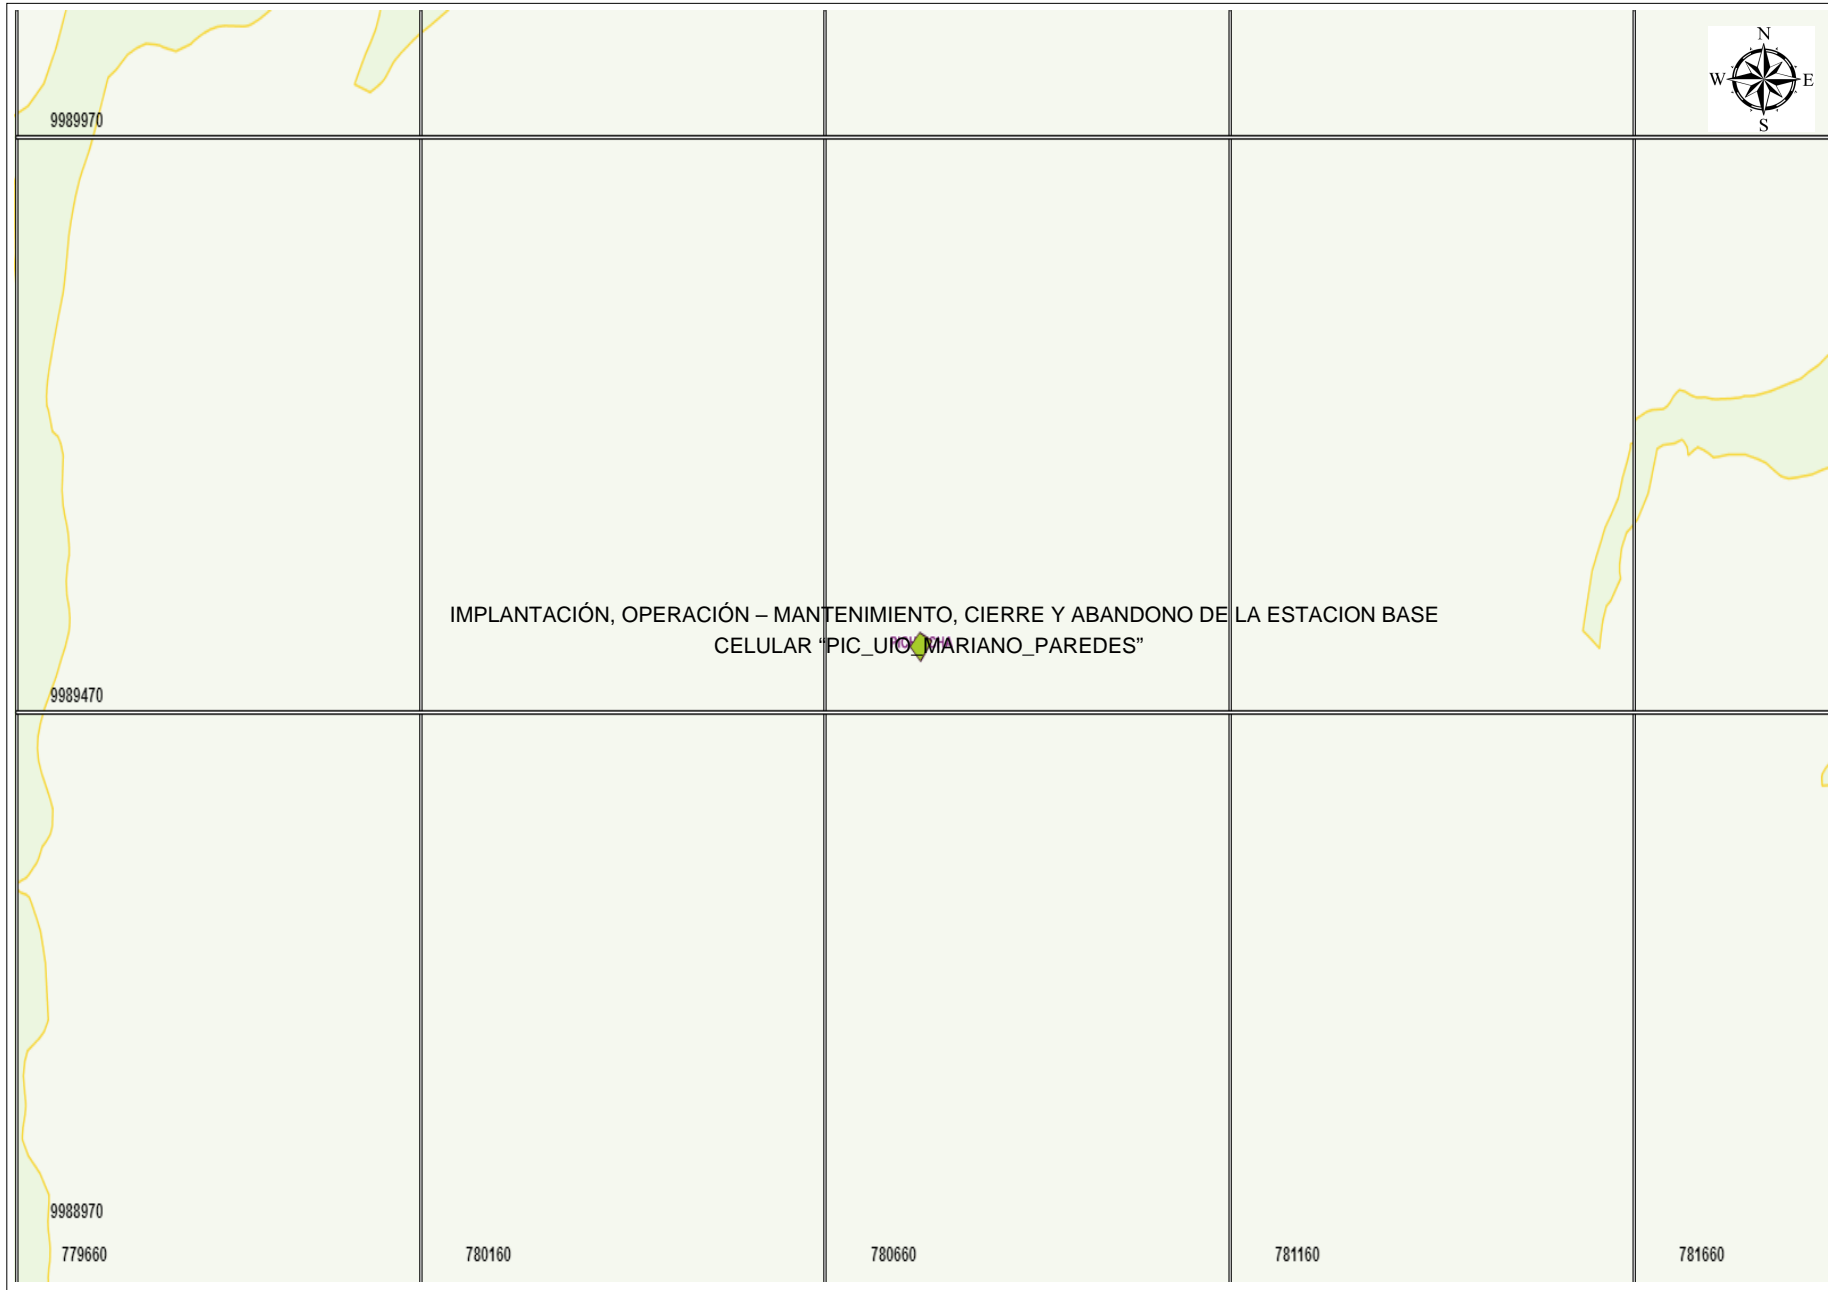 N
W E
S
9989970
IMPLANTACIÓN, OPERACIÓN – MANTENIMIENTO, CIERRE Y ABANDONO DE LA ESTACION BASE
CELULAR “PIC_UIO_MARIANO_PAREDES”
9989470
9988970
779660 780160 780660 781160 781660